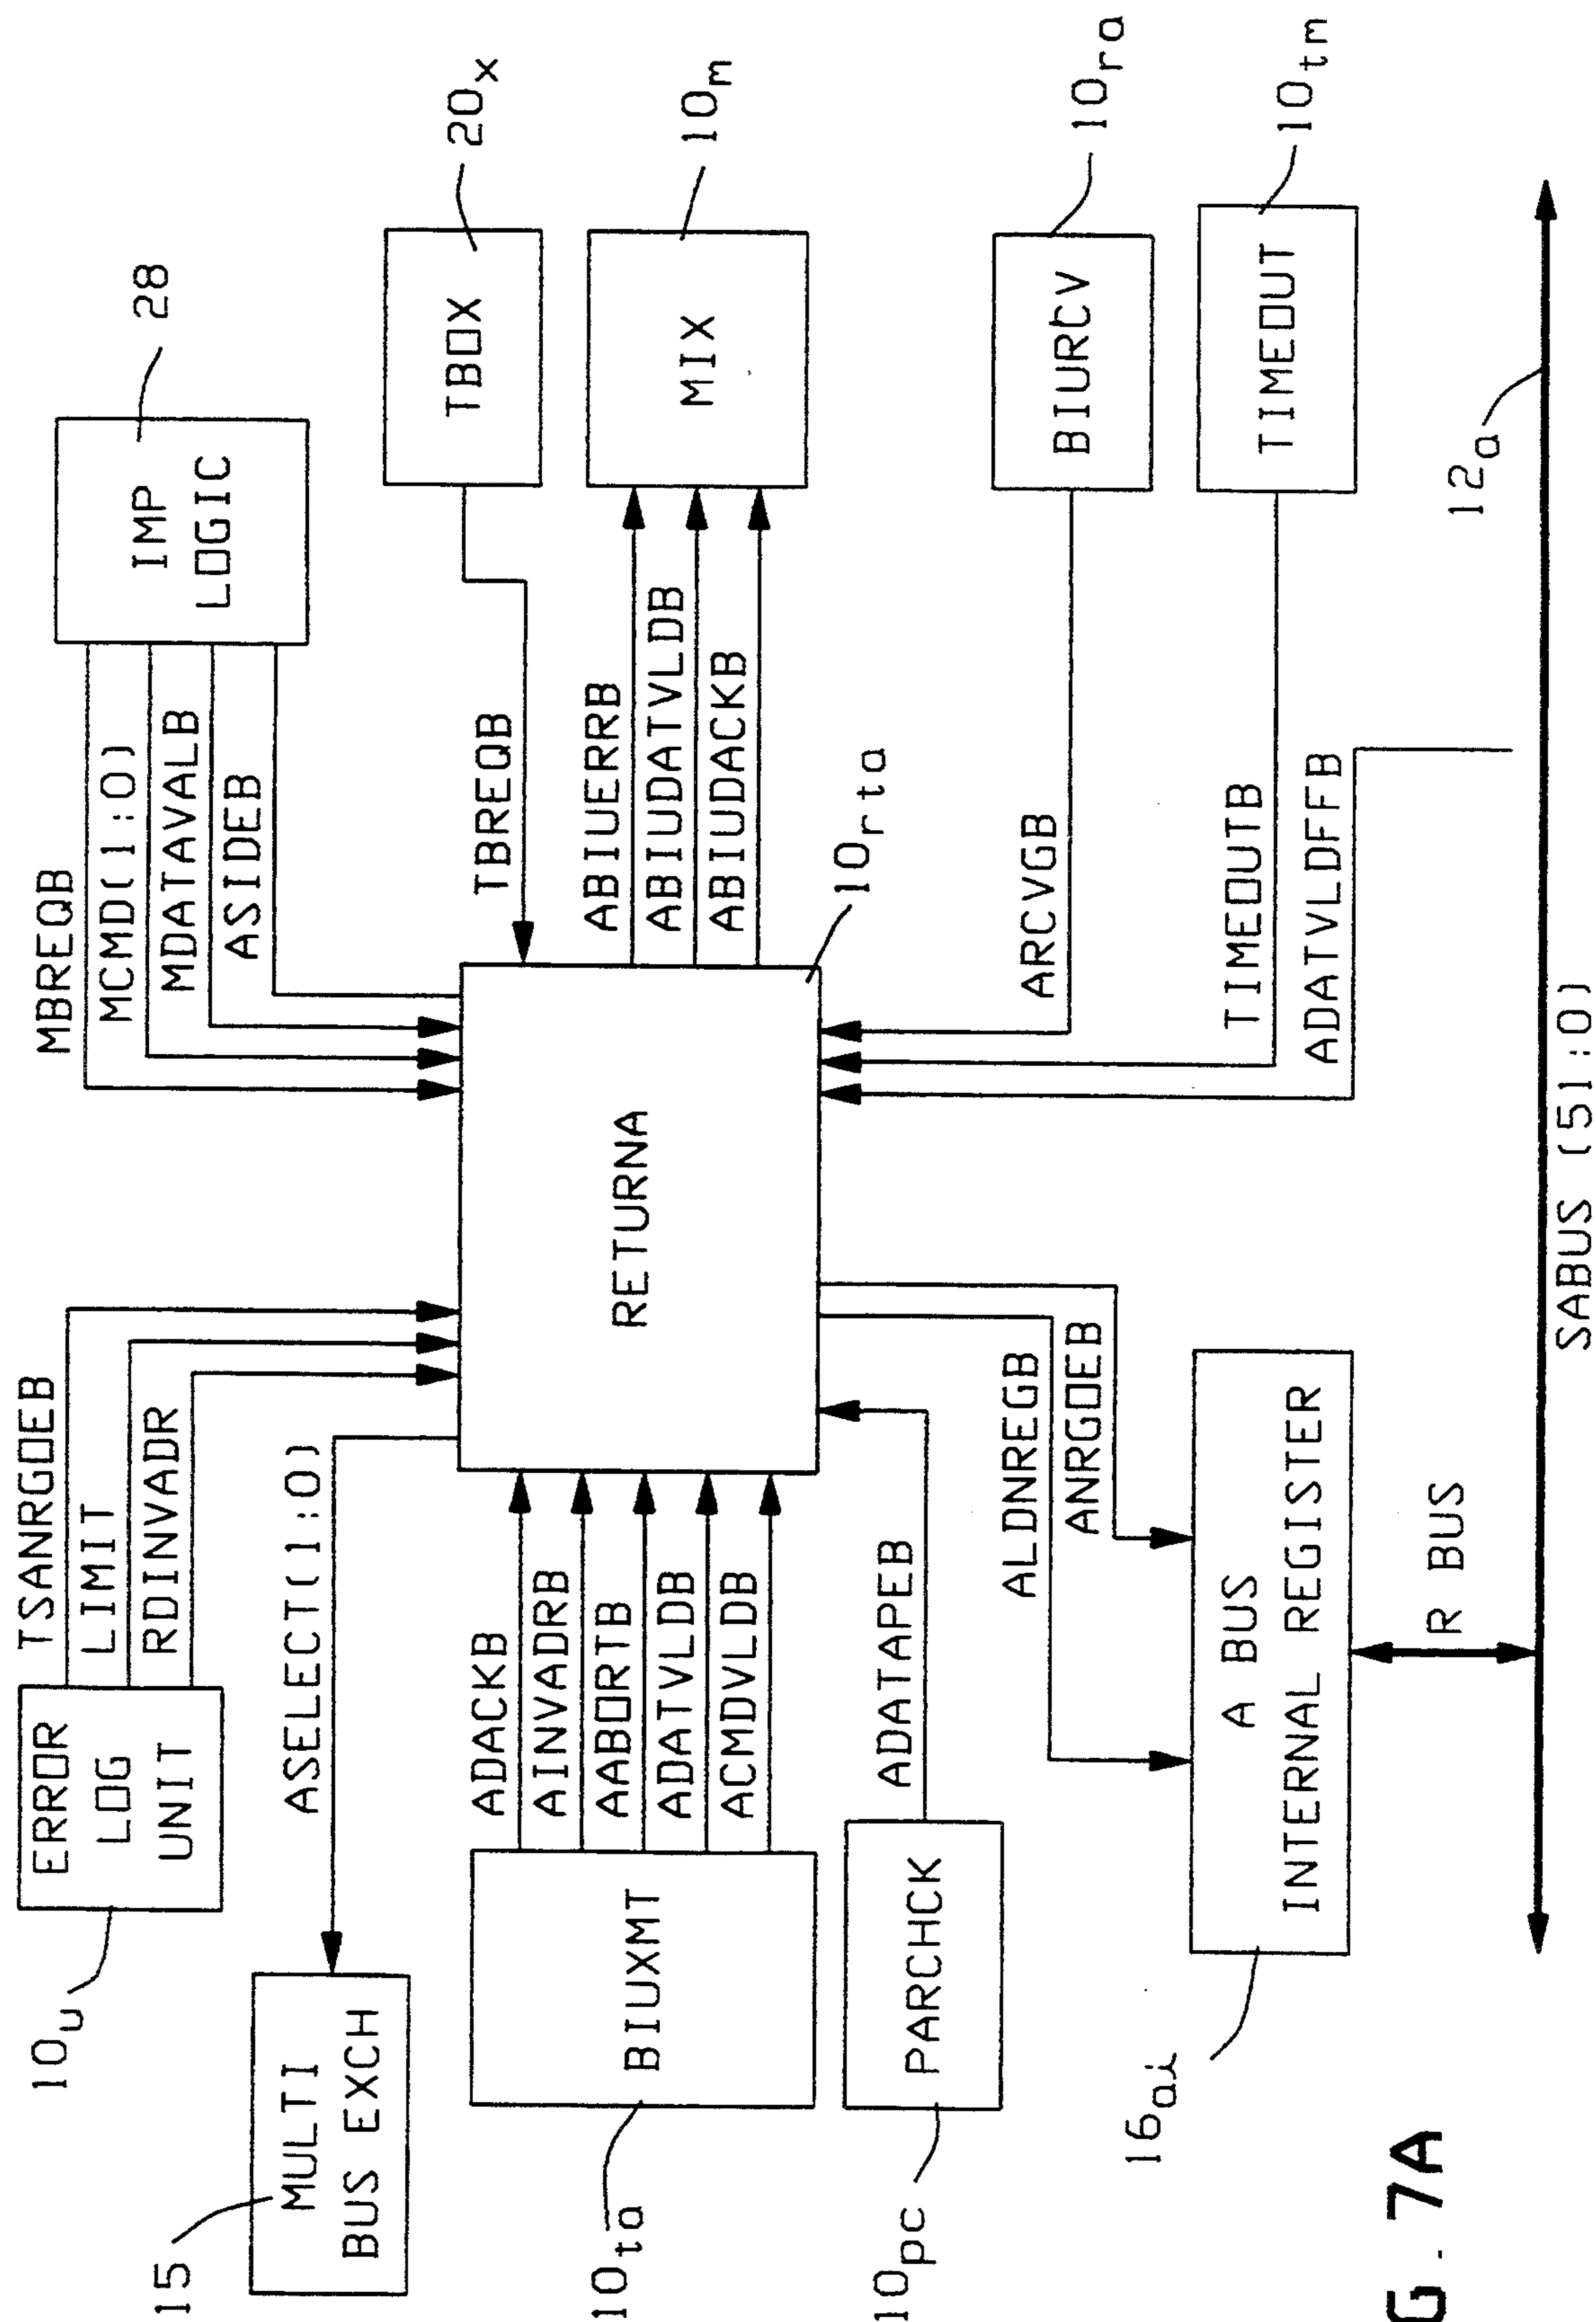 15
MULTI
BUS EXCH
10u
ERROR
LOG
UNIT
TSANRGOEB
LIMIT
RDINVADR
ASELECT(1:0)
MBREQB
MCMD(1:0)
MDATAVALB
ASIDEB
IMP
LOGIC
28
TBREQB
TBOX
20x
10ta
BIUXMT
ADACKB
AINVADRB
AABORTB
ADATVLDB
ACMDVLDB
RETURNA
10rta
ABIUERRB
ABIUDATVLDB
ABIUDACKB
MIX
10m
10pc
PARCHCK
ADATAPEB
ARCVGB
BIURCV
10ra
ALDNREGB
ANRGOEB
TIMEOUTB
ADATVLDFFB
TIMEOUT
10tm
16ai
A BUS
INTERNAL REGISTER
R BUS
12a
SABUS (51:0)
G. 7A